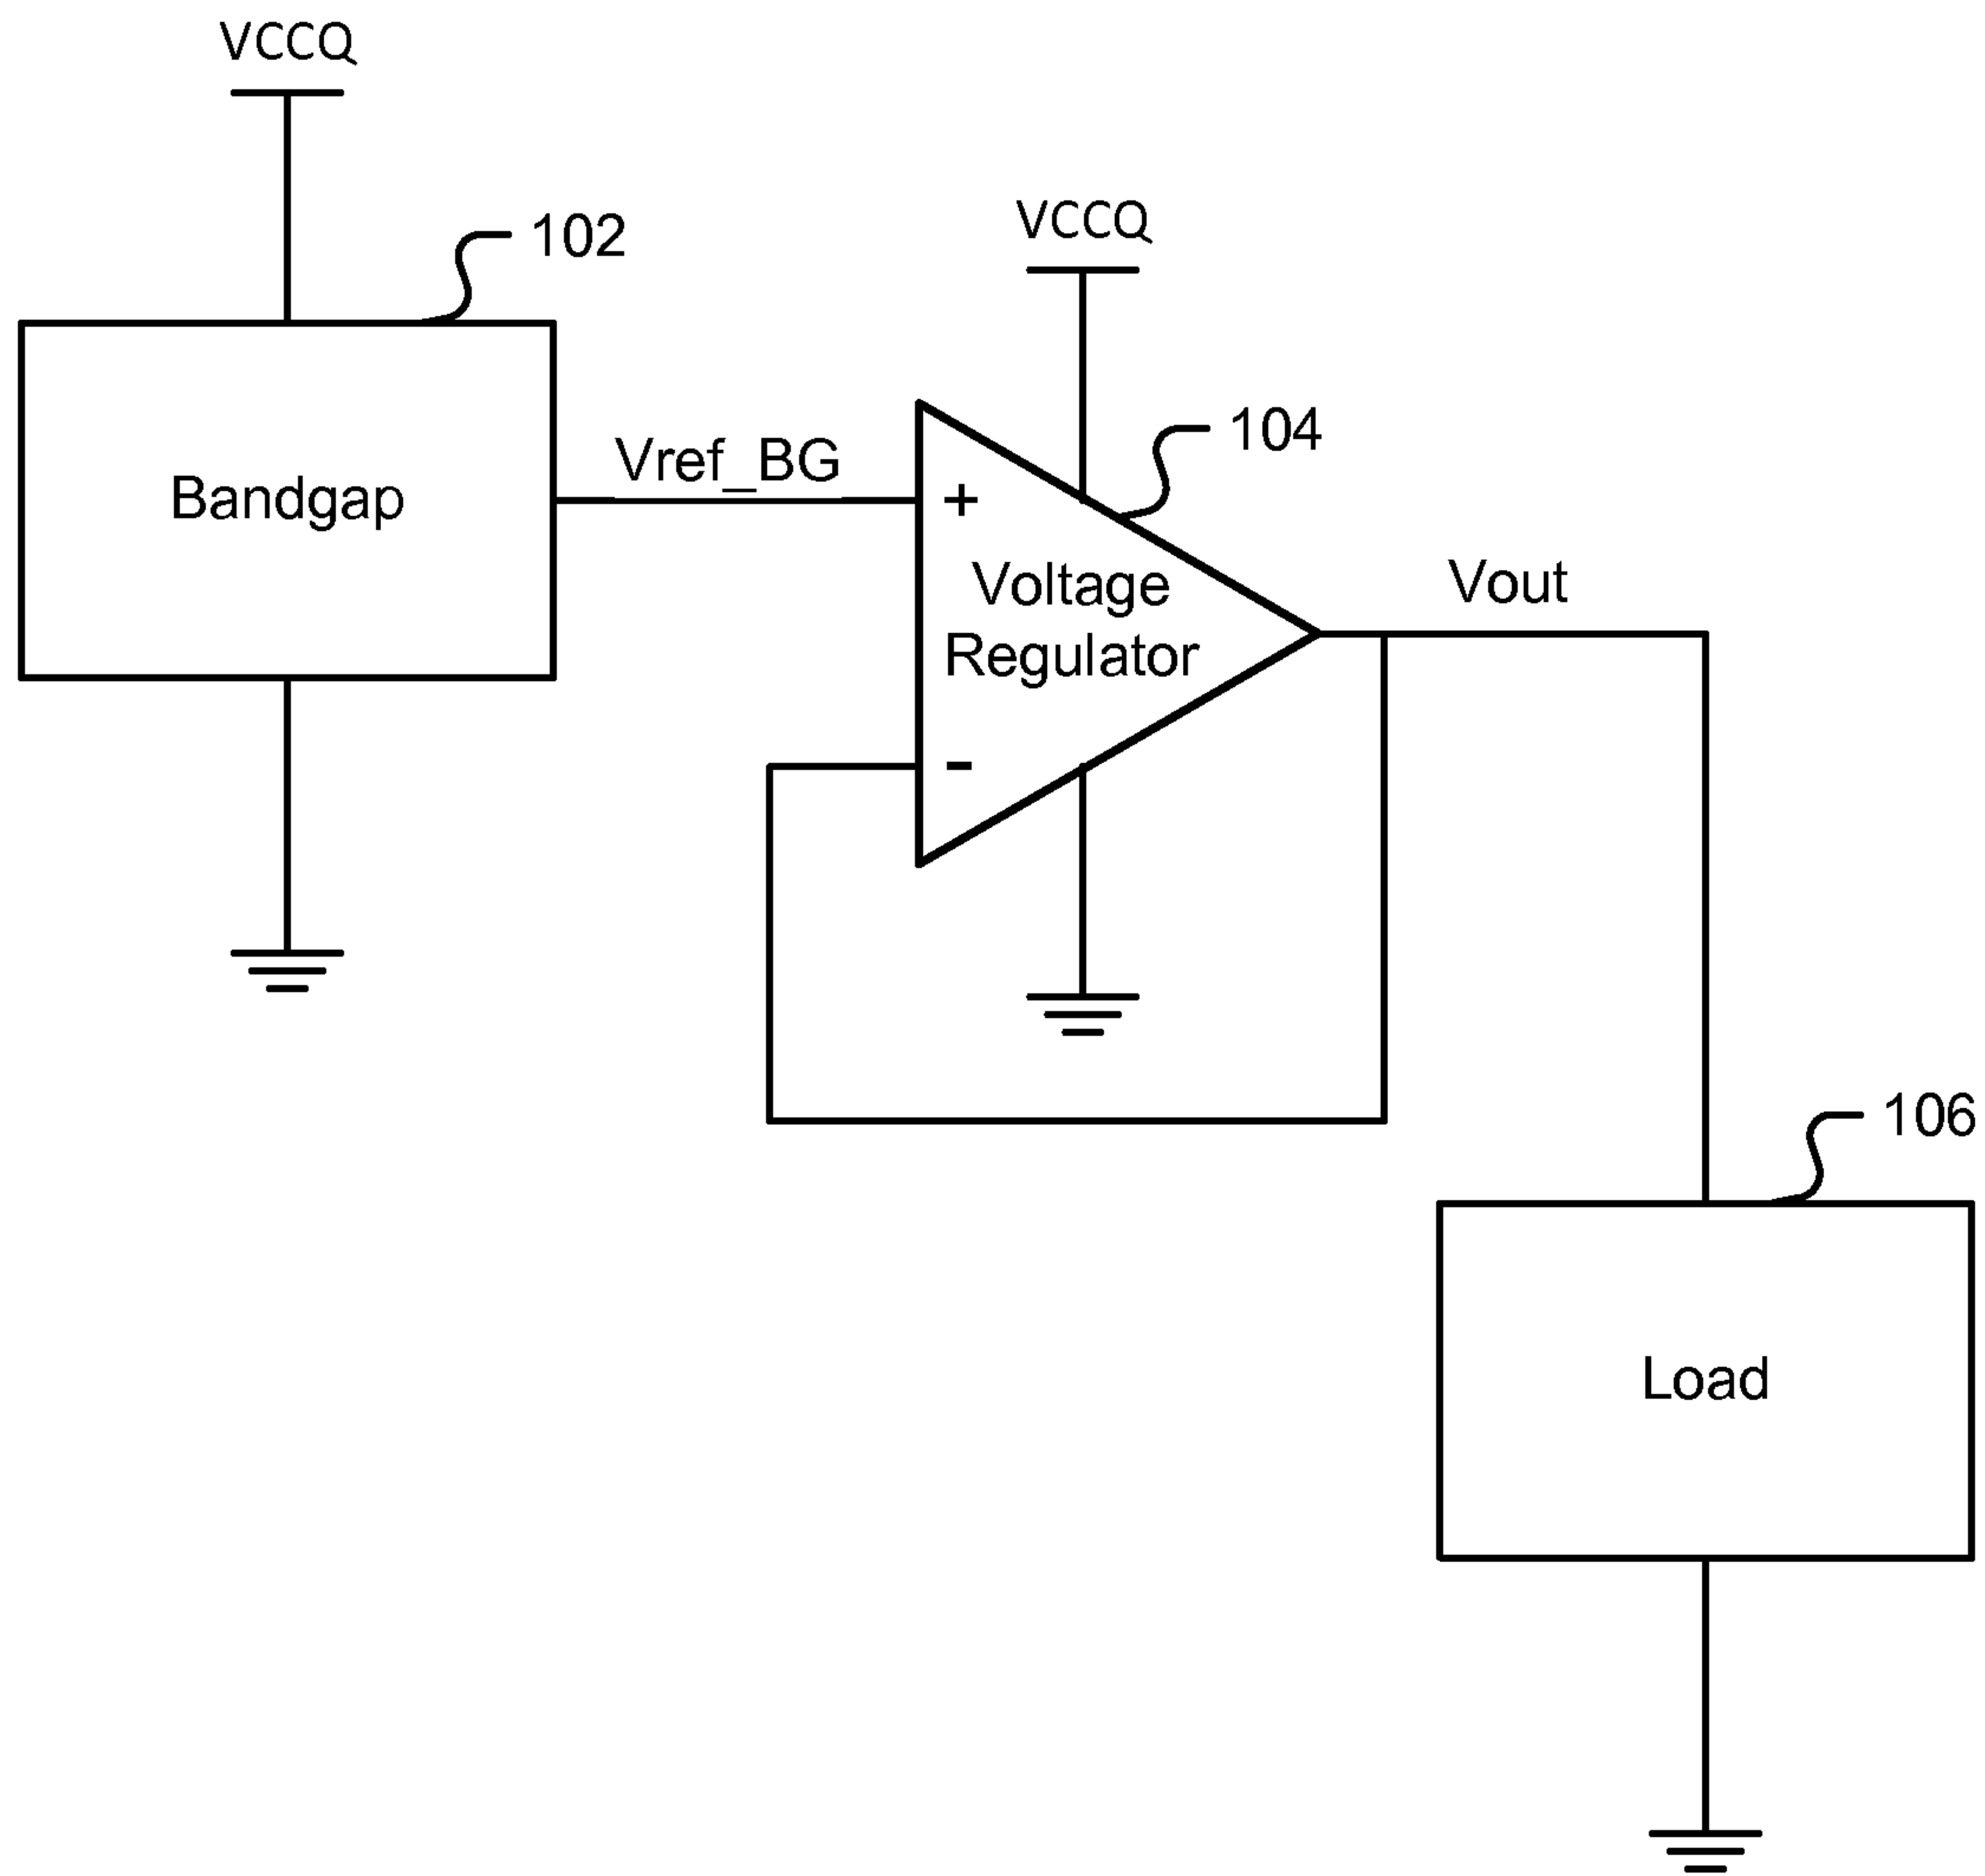 VCCQ
102
VCCQ
104
Vref_BG
+
Bandgap
Voltage
Regulator
Vout
-
106
Load